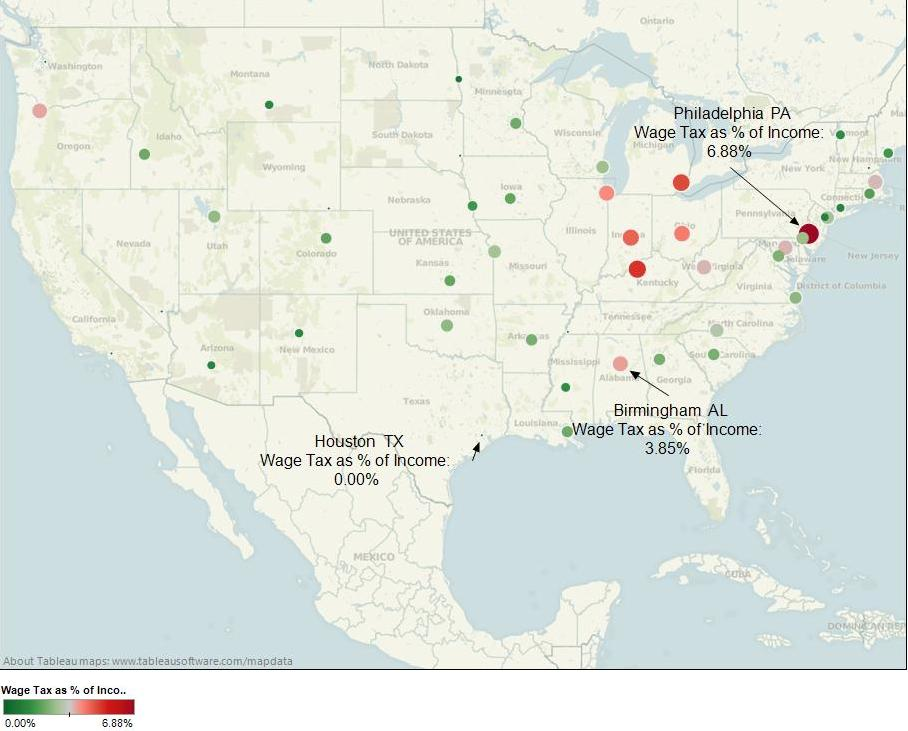 Ontario
Washington
Montana
North Dakota
Minnesota
Philadelphia PA
Wage Tax as % of Income:
6.88%
Oregon
Idaho
South Dakota
Wisconsin
Michigan
Vermont
New Hampshire
New York
Wyoming
Iowa
Nebraska
Connecti
Pennsylvania
Nevada
Utah
UNITED STATES
OF AMERICA
Illinois
Ohio
Colorado
Kansas
Missouri
Delaware
New Jersey
Kentucky
Virginia
District of Columbia
California
Oklahoma
Tennessee
North Carolina
Arizona
New Mexico
Arkansas
Mississippi
South Carolina
Alabama
Georgia
Texas
Louisiana
Birmingham AL
Wage Tax as % of Income:
3.85%
Houston TX
Wage Tax as % of Income:
0.00%
Florida
MEXICO
CUBA
DOMINICAN REP
About Tableau maps: www.tableausoftware.com/mapdata
Wage Tax as % of Inco..
0.00% 6.88%